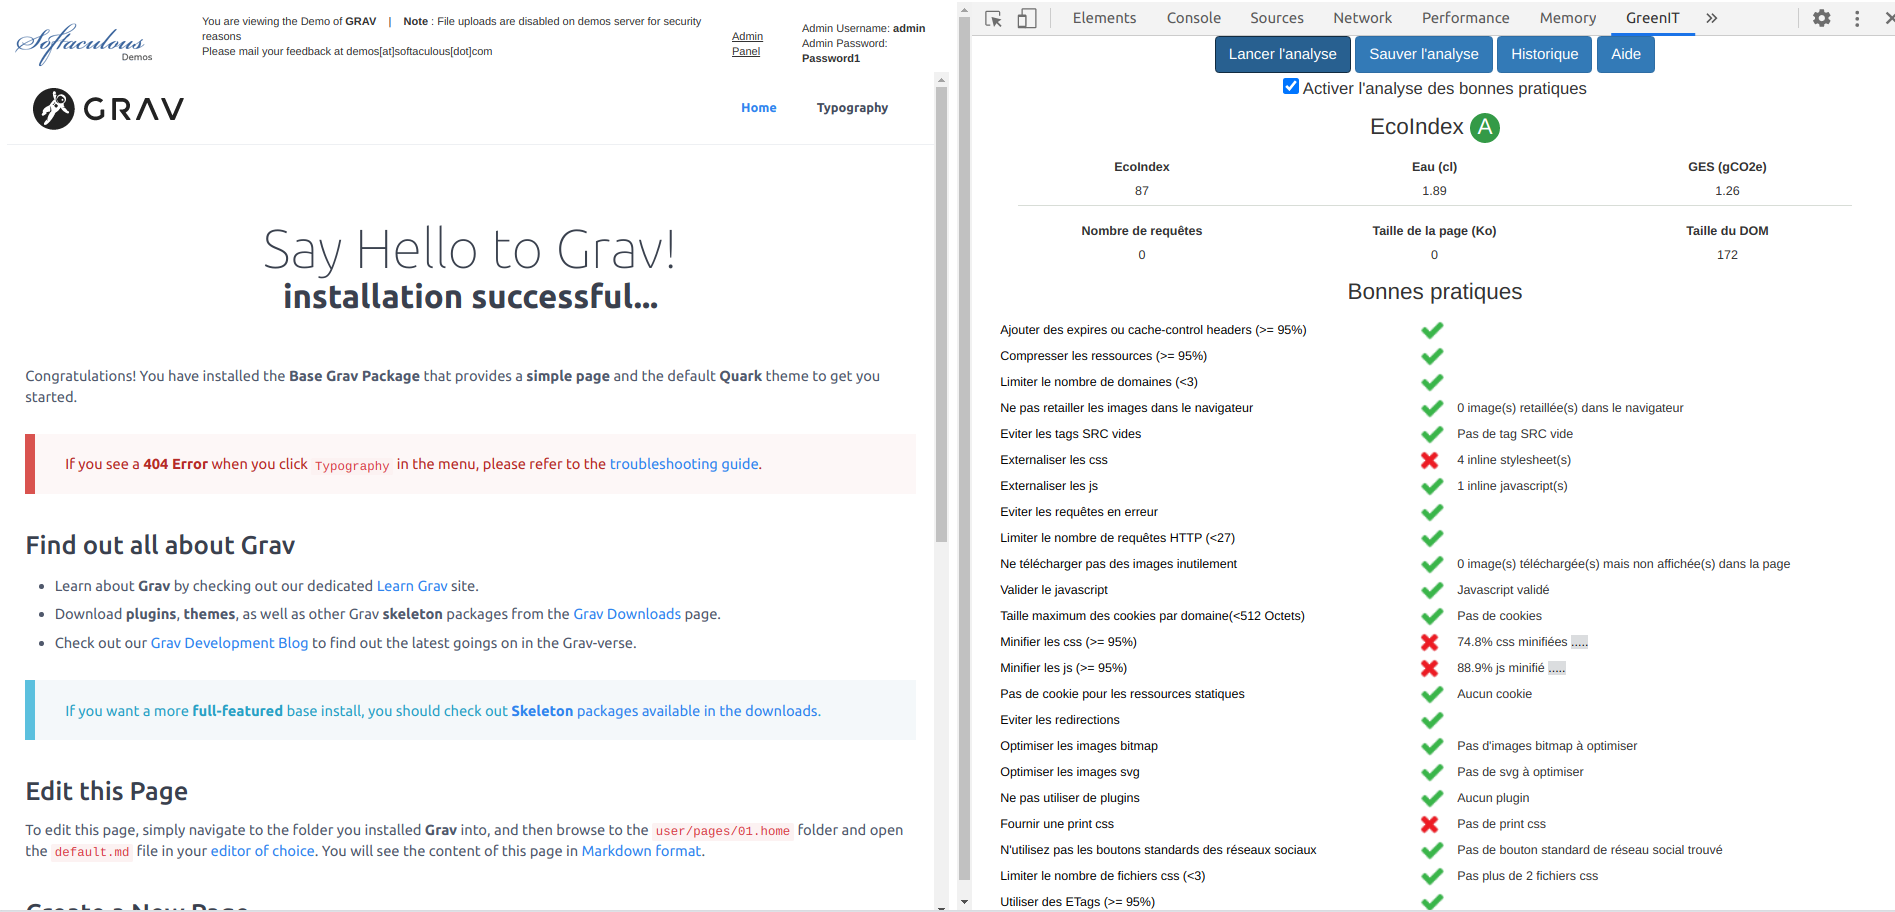 You are viewing the Demo of GRAV | Note : File uploads are disabled on demos server for security
reasons
Please mail your feedback at demos[at]softaculous[dot]com
Softaculous
Demos
Admin
Panel
Admin Username: admin
Admin Password:
Password1
GRAV
Home Typography
Say Hello to Grav!
installation successful...
Congratulations! You have installed the Base Grav Package that provides a simple page and the default Quark theme to get you
started.
If you see a 404 Error when you click Typography in the menu, please refer to the troubleshooting guide.
Find out all about Grav
• Learn about Grav by checking out our dedicated Learn Grav site.
• Download plugins, themes, as well as other Grav skeleton packages from the Grav Downloads page.
• Check out our Grav Development Blog to find out the latest goings on in the Grav-verse.
If you want a more full-featured base install, you should check out Skeleton packages available in the downloads.
Edit this Page
To edit this page, simply navigate to the folder you installed Grav into, and then browse to the user/pages/01.home folder and open
the default.md file in your editor of choice. You will see the content of this page in Markdown format.
Create a New Page
Elements Console Sources Network Performance Memory GreenIT »
Lancer l'analyse Sauver l'analyse Historique Aide
Activer l'analyse des bonnes pratiques
EcoIndex A
EcoIndex Eau (cl) GES (gCO2e)
87 1.89 1.26
Nombre de requêtes Taille de la page (Ko) Taille du DOM
0 0 172
Bonnes pratiques
Ajouter des expires ou cache-control headers (>= 95%)
Compresser les ressources (>= 95%)
Limiter le nombre de domaines (<3)
Ne pas retailler les images dans le navigateur 0 image(s) retaillée(s) dans le navigateur
Eviter les tags SRC vides Pas de tag SRC vide
Externaliser les css 4 inline stylesheet(s)
Externaliser les js 1 inline javascript(s)
Eviter les requêtes en erreur
Limiter le nombre de requêtes HTTP (<27)
Ne télécharger pas des images inutilement 0 image(s) téléchargée(s) mais non affichée(s) dans la page
Valider le javascript Javascript validé
Taille maximum des cookies par domaine(<512 Octets) Pas de cookies
Minifier les css (>= 95%) 74.8% css minifiées .....
Minifier les js (>= 95%) 88.9% js minifié .....
Pas de cookie pour les ressources statiques Aucun cookie
Eviter les redirections
Optimiser les images bitmap Pas d'images bitmap à optimiser
Optimiser les images svg Pas de svg à optimiser
Ne pas utiliser de plugins Aucun plugin
Fournir une print css Pas de print css
N'utilisez pas les boutons standards des réseaux sociaux Pas de bouton standard de réseau social trouvé
Limiter le nombre de fichiers css (<3) Pas plus de 2 fichiers css
Utiliser des ETags (>= 95%)